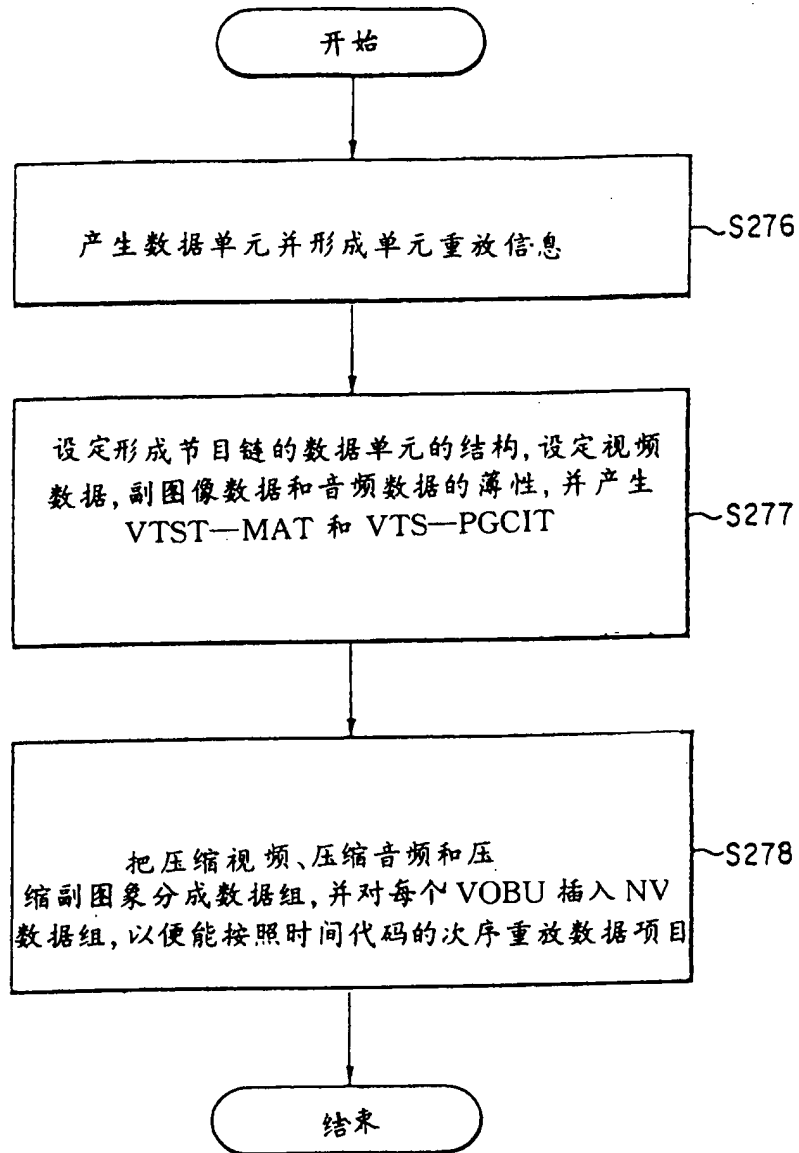 开始
产生数据单元并形成单元重放信息
S276
设定形成节目链的数据单元的结构,设定视频
数据,副图像数据和音频数据的薄性,并产生
VTST—MAT 和 VTS—PGCIT
S277
把压缩视频、压缩音频和压
缩副图象分成数据组,并对每个 VOBU 插入 NV
数据组,以便能按照时间代码的次序重放数据项目
S278
结束